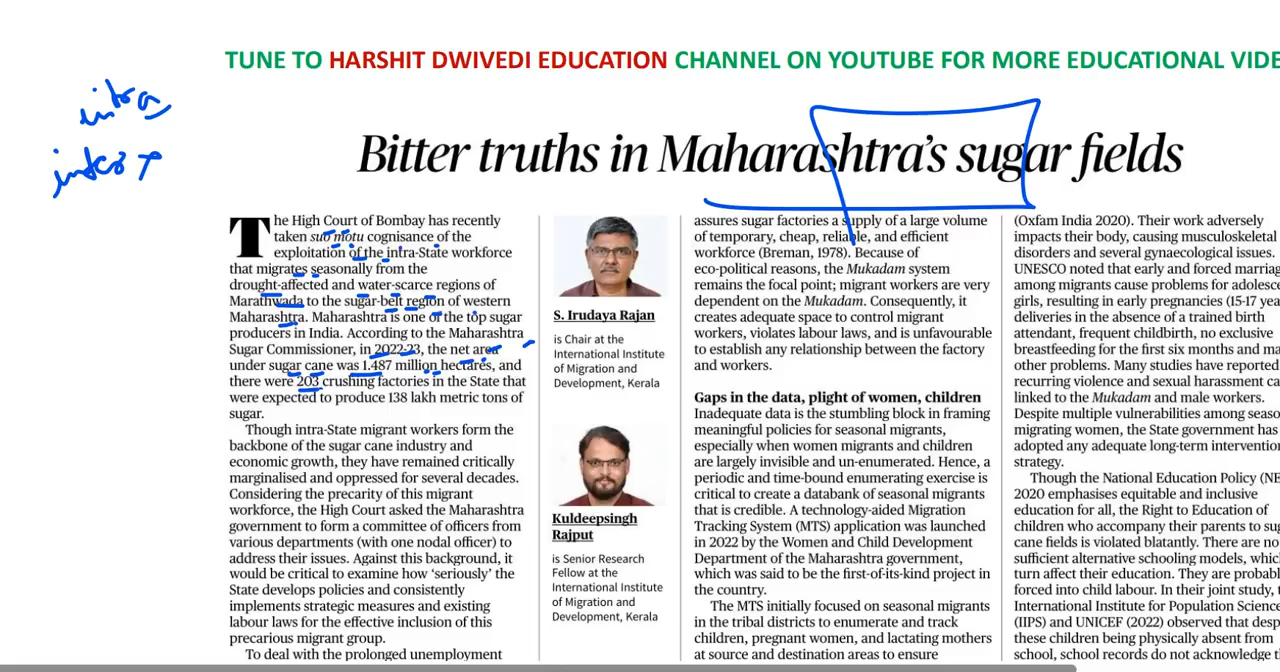 TUNE TO HARSHIT DWIVEDI EDUCATION CHANNEL ON YOUTUBE FOR MORE EDUCATIONAL VIDE
intra
inter
Bitter truths in Maharashtra's sugar fields
The High Court of Bombay has recently
taken suo motu cognisance of the
exploitation of the intra-State workforce
that migrates seasonally from the
drought-affected and water-scarce regions of
Marathwada to the sugar-belt region of western
Maharashtra. Maharashtra is one of the top sugar
producers in India. According to the Maharashtra
Sugar Commissioner, in 2022-23, the net area
under sugar cane was 1.487 million hectares, and
there were 203 crushing factories in the State that
were expected to produce 138 lakh metric tons of
sugar.
Though intra-State migrant workers form the
backbone of the sugar cane industry and
economic growth, they have remained critically
marginalised and oppressed for several decades.
Considering the precarity of this migrant
workforce, the High Court asked the Maharashtra
government to form a committee of officers from
various departments (with one nodal officer) to
address their issues. Against this background, it
would be critical to examine how 'seriously' the
State develops policies and consistently
implements strategic measures and existing
labour laws for the effective inclusion of this
precarious migrant group.
To deal with the prolonged unemployment
S. Irudaya Rajan
is Chair at the
International Institute
of Migration and
Development, Kerala
Kuldeepsingh
Rajput
is Senior Research
Fellow at the
International Institute
of Migration and
Development, Kerala
assures sugar factories a supply of a large volume
of temporary, cheap, reliable, and efficient
workforce (Breman, 1978). Because of
eco-political reasons, the Mukadam system
remains the focal point; migrant workers are very
dependent on the Mukadam. Consequently, it
creates adequate space to control migrant
workers, violates labour laws, and is unfavourable
to establish any relationship between the factory
and workers.
Gaps in the data, plight of women, children
Inadequate data is the stumbling block in framing
meaningful policies for seasonal migrants,
especially when women migrants and children
are largely invisible and un-enumerated. Hence, a
periodic and time-bound enumerating exercise is
critical to create a databank of seasonal migrants
that is credible. A technology-aided Migration
Tracking System (MTS) application was launched
in 2022 by the Women and Child Development
Department of the Maharashtra government,
which was said to be the first-of-its-kind project in
the country.
The MTS initially focused on seasonal migrants
in the tribal districts to enumerate and track
children, pregnant women, and lactating mothers
at source and destination areas to ensure
(Oxfam India 2020). Their work adversely
impacts their body, causing musculoskeletal
disorders and several gynaecological issues.
UNESCO noted that early and forced marriag
among migrants cause problems for adolesce
girls, resulting in early pregnancies (15-17 yea
deliveries in the absence of a trained birth
attendant, frequent childbirth, no exclusive
breastfeeding for the first six months and ma
other problems. Many studies have reported
recurring violence and sexual harassment ca
linked to the Mukadam and male workers.
Despite multiple vulnerabilities among seaso
migrating women, the State government has
adopted any adequate long-term intervention
strategy.
Though the National Education Policy (NE
2020 emphasises equitable and inclusive
education for all, the Right to Education of
children who accompany their parents to sug
cane fields is violated blatantly. There are no
sufficient alternative schooling models, which
turn affect their education. They are probabl
forced into child labour. In their joint study, t
International Institute for Population Science
(IIPS) and UNICEF (2022) observed that desp
these children being physically absent from
school, school records do not acknowledge th